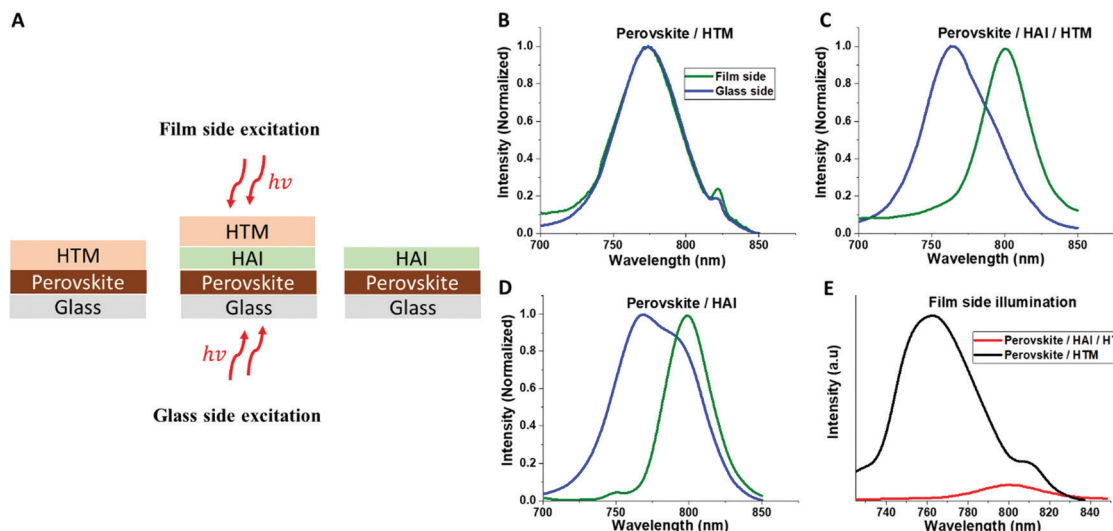 A
Film side excitation
hν
HTM
HAI
Perovskite
Glass
HTM
Perovskite
Glass
HAI
Perovskite
Glass
hν
Glass side excitation
B
Perovskite / HTM
Film side
Glass side
Intensity (Normalized)
1.0
0.8
0.6
0.4
0.2
0.0
700
750
800
850
Wavelength (nm)
C
Perovskite / HAI / HTM
Intensity (Normalized)
1.0
0.8
0.6
0.4
0.2
0.0
700
750
800
850
Wavelength (nm)
D
Perovskite / HAI
Intensity (Normalized)
1.0
0.8
0.6
0.4
0.2
0.0
700
750
800
850
Wavelength (nm)
E
Film side illumination
Perovskite / HAI / HT
Perovskite / HTM
Intensity (a.u)
740
760
780
800
820
840
Wavelength (nm)